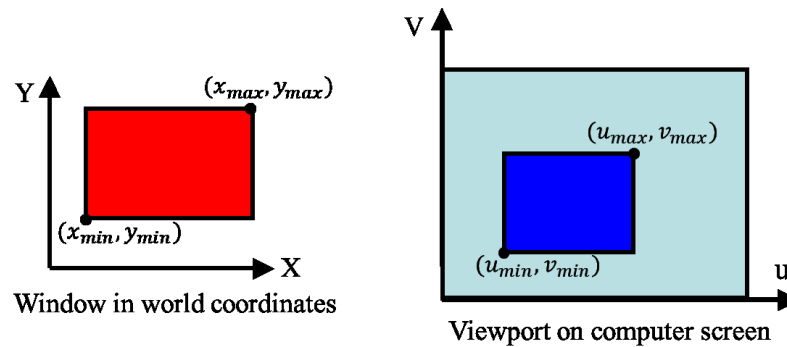 Y
(x_max, y_max)
(x_min, y_min)
X
Window in world coordinates
V
(u_max, v_max)
(u_min, v_min)
u
Viewport on computer screen